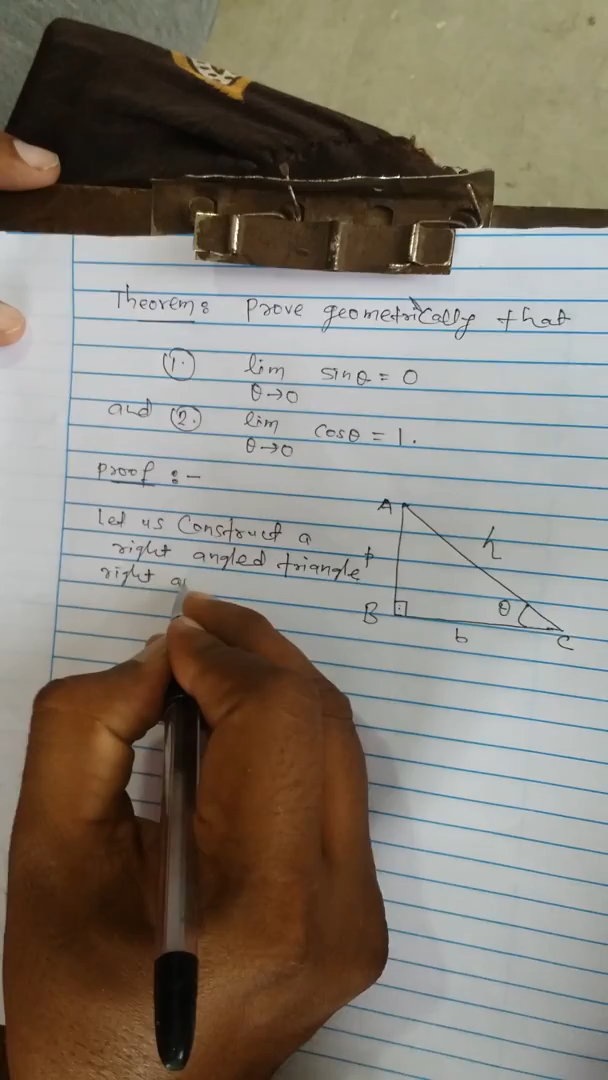 Theorem: Prove geometrically that
1. lim sinθ = 0
θ→0
and 2. lim cosθ = 1.
θ→0
Proof :-
Let us Construct a
right angled triangle
right a
A
h
p
B
θ
b
C